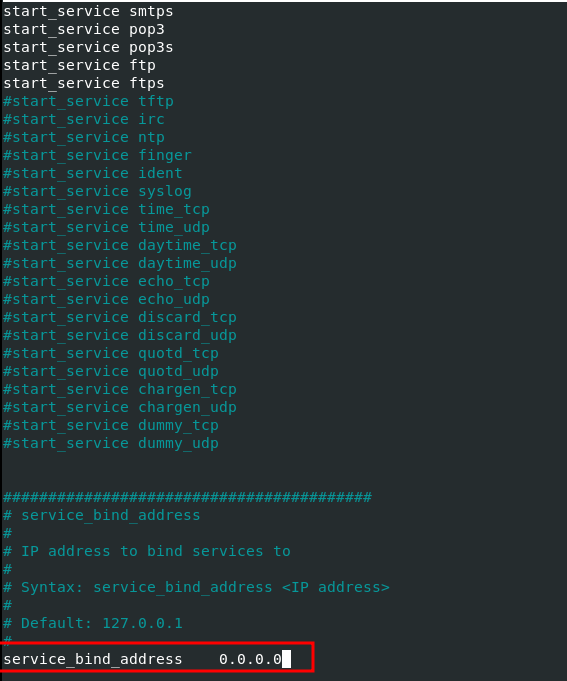 start_service smtps
start_service pop3
start_service pop3s
start_service ftp
start_service ftps
#start_service tftp
#start_service irc
#start_service ntp
#start_service finger
#start_service ident
#start_service syslog
#start_service time_tcp
#start_service time_udp
#start_service daytime_tcp
#start_service daytime_udp
#start_service echo_tcp
#start_service echo_udp
#start_service discard_tcp
#start_service discard_udp
#start_service quotd_tcp
#start_service quotd_udp
#start_service chargen_tcp
#start_service chargen_udp
#start_service dummy_tcp
#start_service dummy_udp
#########################################
# service_bind_address
#
# IP address to bind services to
#
# Syntax: service_bind_address <IP address>
#
# Default: 127.0.0.1
#
service_bind_address    0.0.0.0